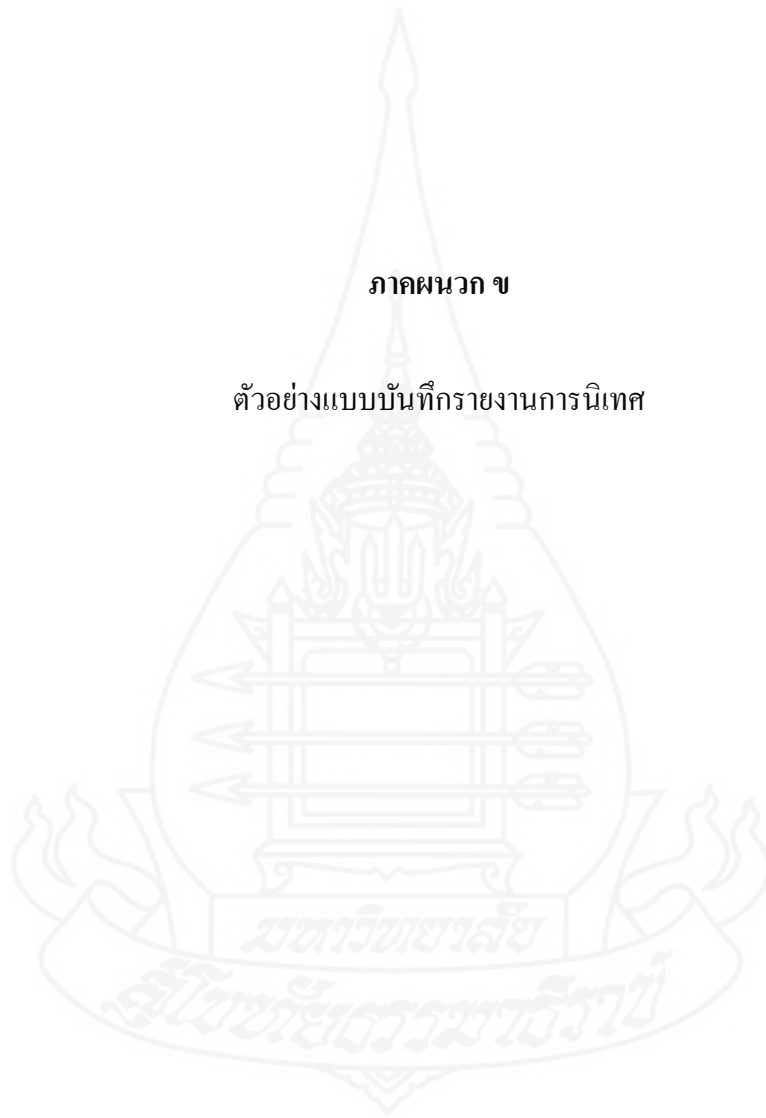 ภาคผนวก ข
ตัวอย่างแบบบันทึกรายงานการนิเทศ
มหาวิทยาลัย
สุโขทัยธรรมาธิราช